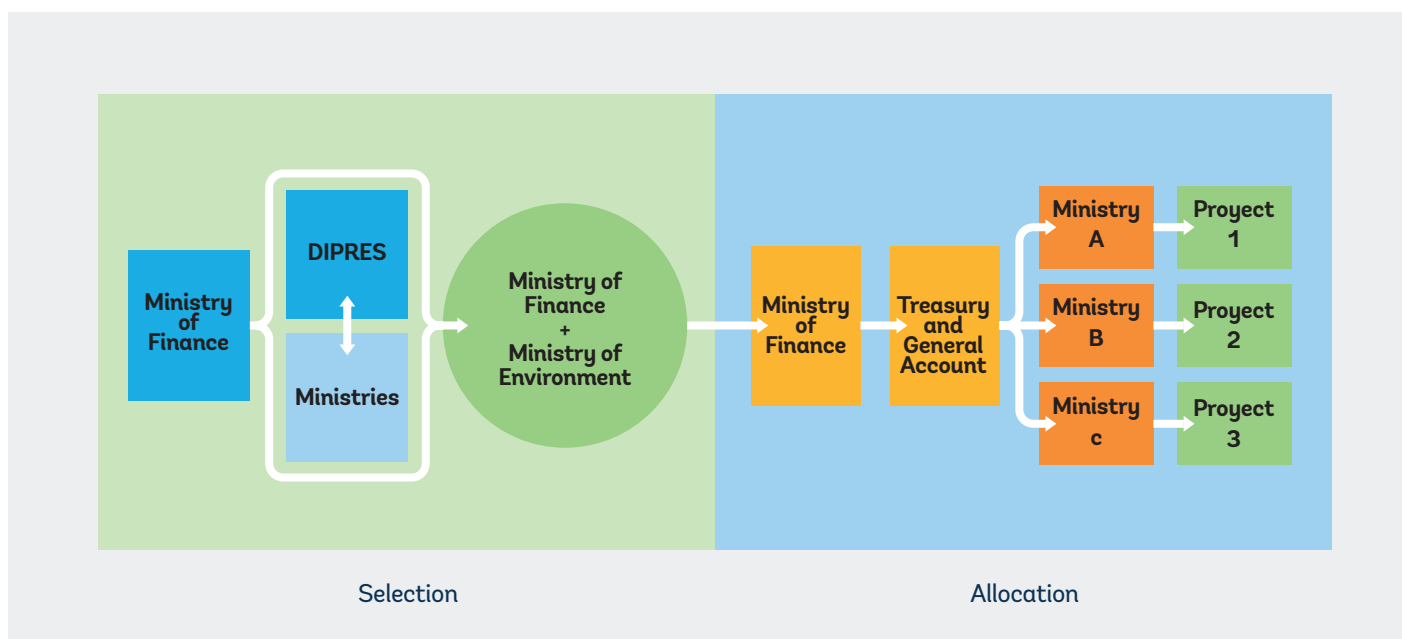 Ministry
of
Finance
DIPRES
Ministries
Ministry of
Finance
+
Ministry of
Environment
Ministry
of
Finance
Treasury
and
General
Account
Ministry
A
Proyect
1
Ministry
B
Proyect
2
Ministry
c
Proyect
3
Selection
Allocation